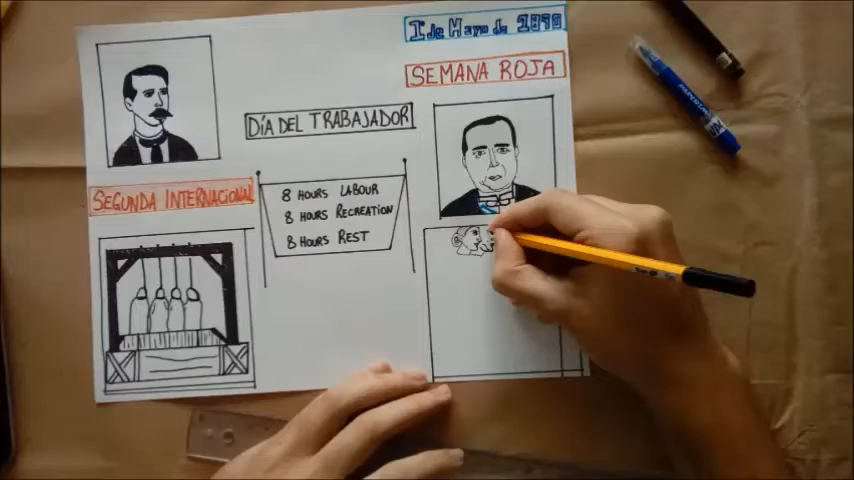 1º de Mayo de 1890
SEMANA ROJA
DÍA DEL TRABAJADOR
SEGUNDA INTERNACIONAL
8 HOURS LABOUR
8 HOURS RECREATION
8 HOURS REST